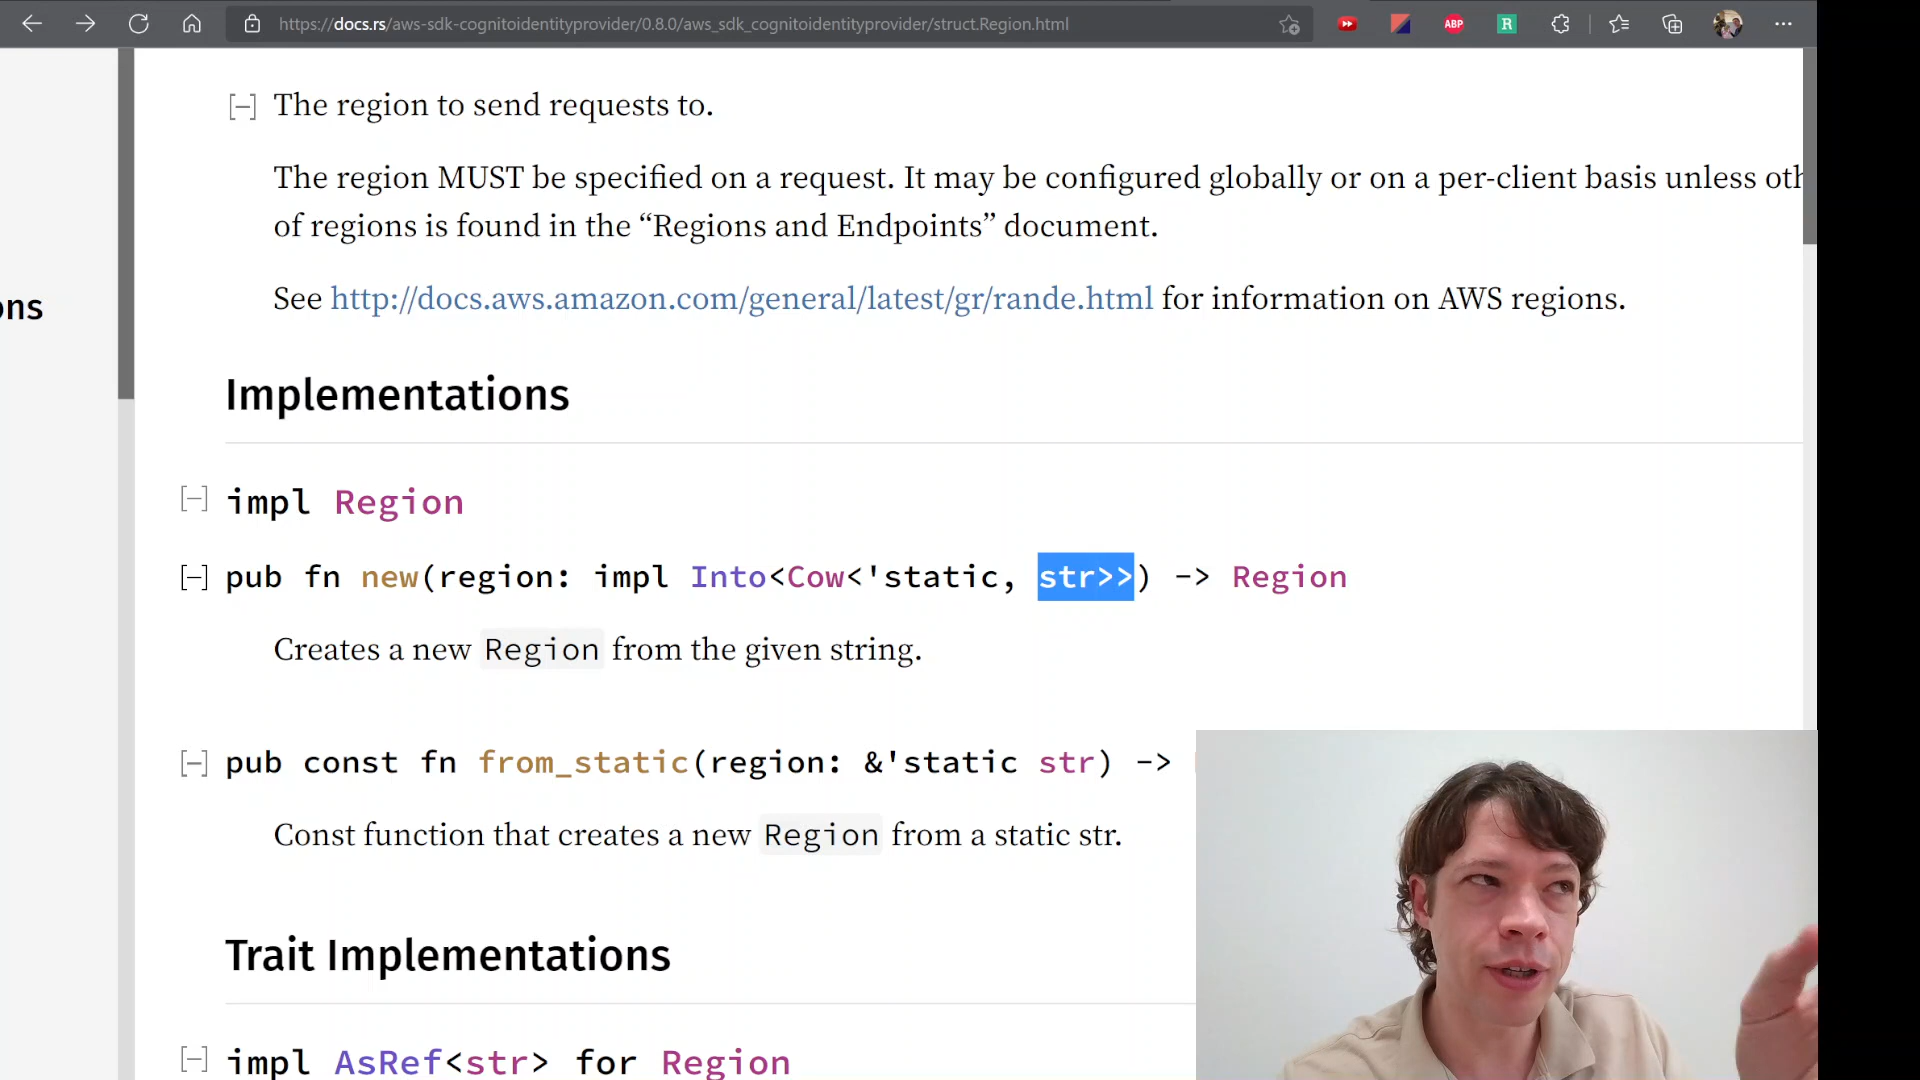 https://docs.rs/aws-sdk-cognitoidentityprovider/0.8.0/aws_sdk_cognitoidentityprovider/struct.Region.html
ABP
R
[−] The region to send requests to.
The region MUST be specified on a request. It may be configured globally or on a per-client basis unless oth
of regions is found in the “Regions and Endpoints” document.
See http://docs.aws.amazon.com/general/latest/gr/rande.html for information on AWS regions.
ons
Implementations
[−] impl Region
[−] pub fn new(region: impl Into<Cow<'static, str>>) -> Region
Creates a new Region from the given string.
[−] pub const fn from_static(region: &'static str) ->
Const function that creates a new Region from a static str.
Trait Implementations
[−] impl AsRef<str> for Region